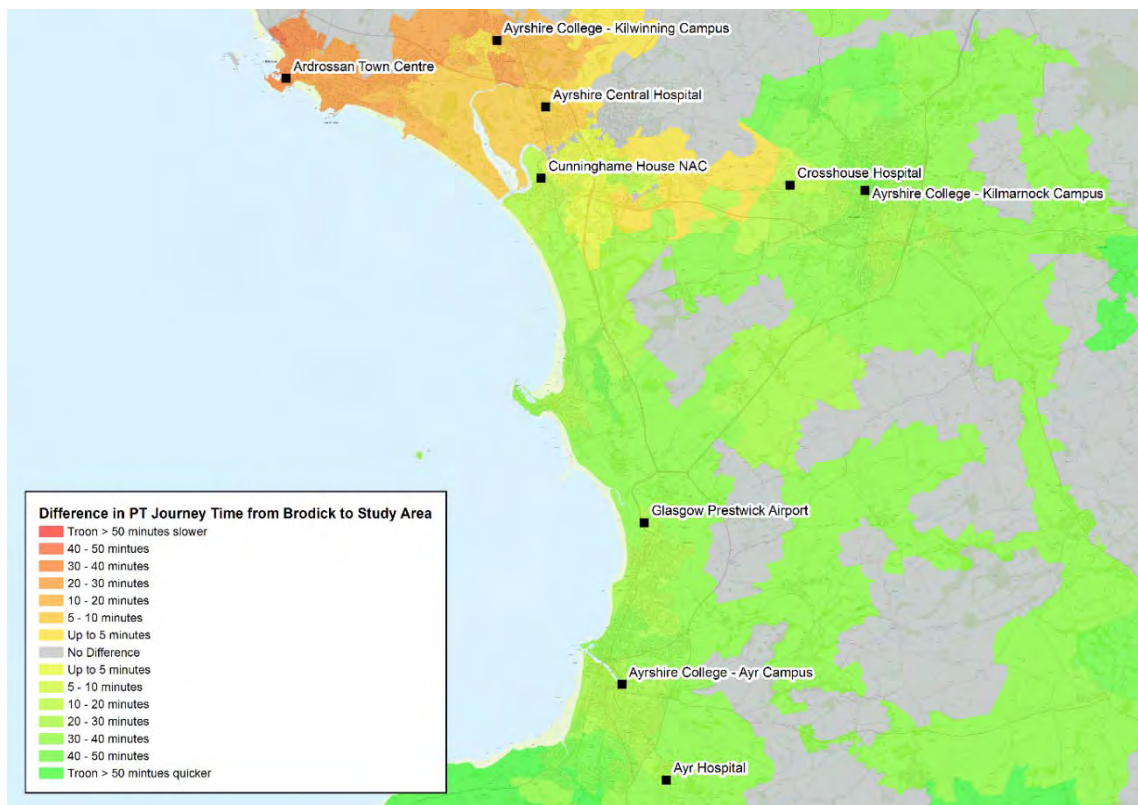 Ayrshire College - Kilwinning Campus
Ardrossan Town Centre
Ayrshire Central Hospital
Cunninghame House NAC
Crosshouse Hospital
Ayrshire College - Kilmarnock Campus
Glasgow Prestwick Airport
Ayrshire College - Ayr Campus
Ayr Hospital
Difference in PT Journey Time from Brodick to Study Area
Troon > 50 minutes slower
40 - 50 mintues
30 - 40 minutes
20 - 30 minutes
10 - 20 minutes
5 - 10 minutes
Up to 5 minutes
No Difference
Up to 5 minutes
5 - 10 minutes
10 - 20 minutes
20 - 30 minutes
30 - 40 minutes
40 - 50 minutes
Troon > 50 mintues quicker